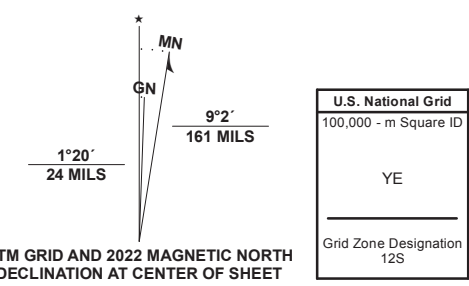 ★
MN
GN
9°2´
161 MILS
1°20´
24 MILS
TM GRID AND 2022 MAGNETIC NORTH
DECLINATION AT CENTER OF SHEET
U.S. National Grid
100,000 - m Square ID
YE
Grid Zone Designation
12S